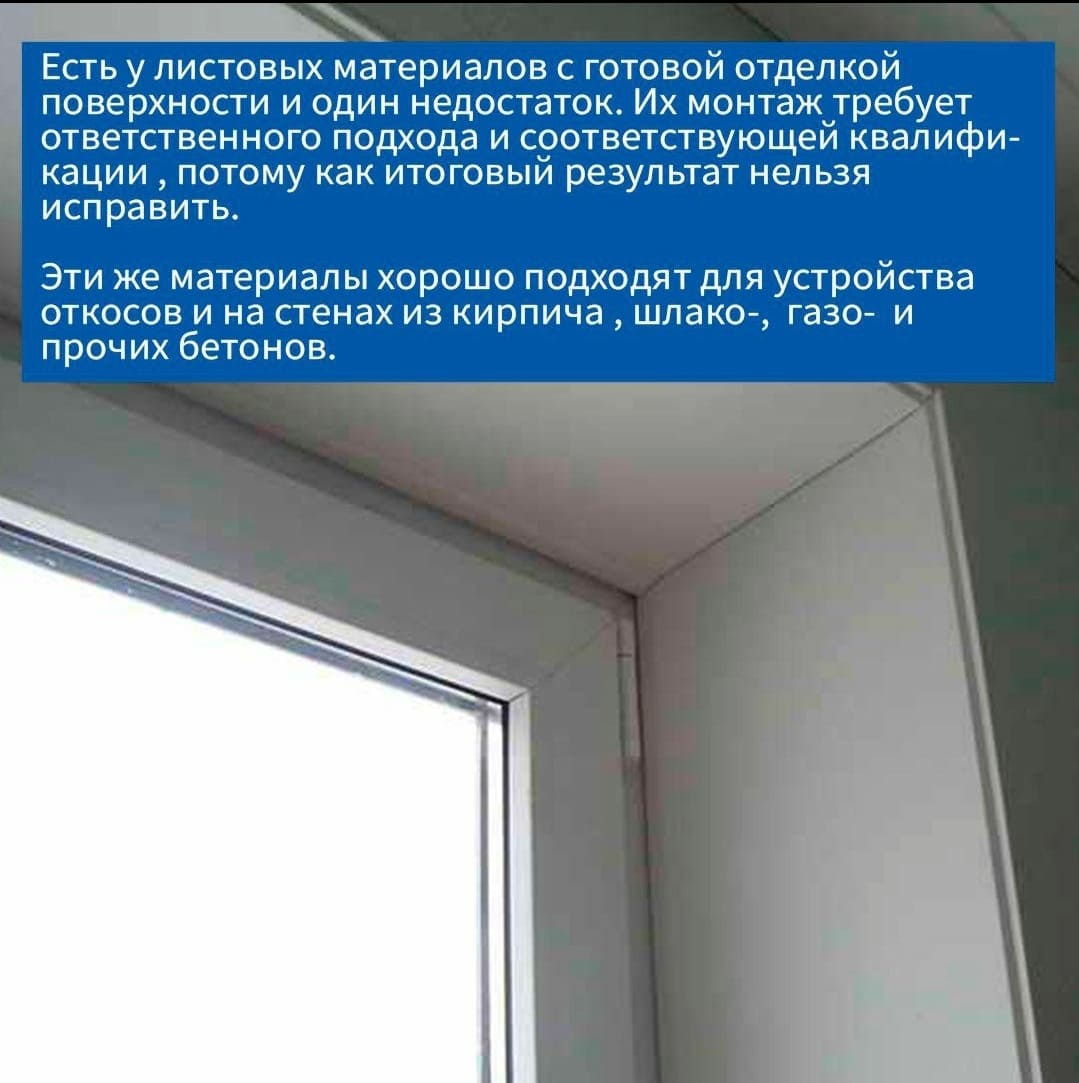 Есть у листовых материалов с готовой отделкой
поверхности и один недостаток. Их монтаж требует
ответственного подхода и соответствующей квалифи-
кации , потому как итоговый результат нельзя
исправить.
Эти же материалы хорошо подходят для устройства
откосов и на стенах из кирпича , шлако-, газо- и
прочих бетонов.